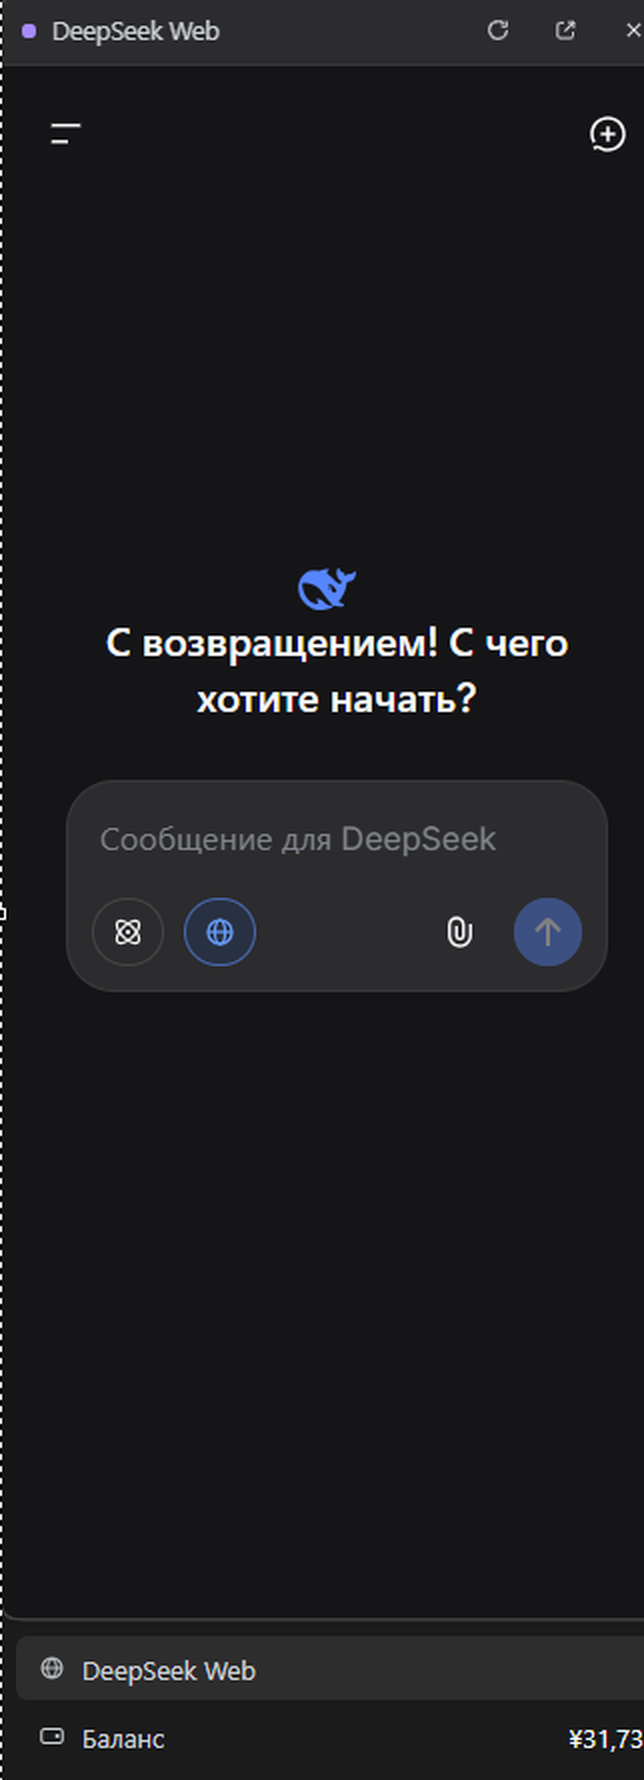 DeepSeek Web
С возвращением! С чего
хотите начать?
Сообщение для DeepSeek
DeepSeek Web
Баланс ¥31,73